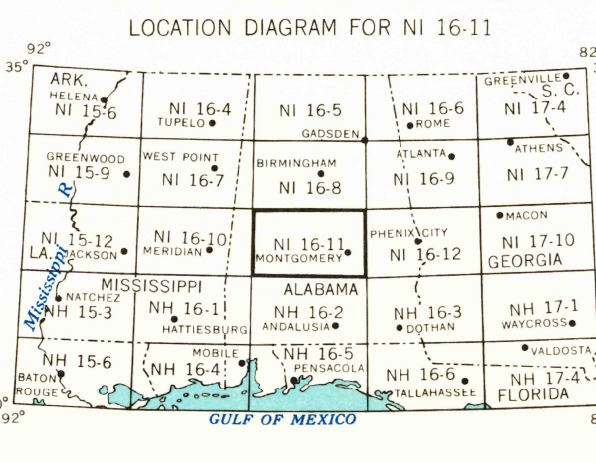 LOCATION DIAGRAM FOR NI 16-11
92°
82
35°
3
ARK.
HELENA
NI 15-6
NI 16-4
TUPELO
NI 16-5
GADSDEN
NI 16-6
ROME
GREENVILLE
S. C.
NI 17-4
GREENWOOD
NI 15-9
WEST POINT
NI 16-7
BIRMINGHAM
NI 16-8
ATLANTA
NI 16-9
ATHENS
NI 17-7
NI 15-12
LA.
JACKSON
NI 16-10
MERIDIAN
NI 16-11
MONTGOMERY
PHENIX CITY
NI 16-12
MACON
NI 17-10
GEORGIA
Mississippi R
MISSISSIPPI
ALABAMA
NATCHEZ
NH 15-3
NH 16-1
HATTIESBURG
NH 16-2
ANDALUSIA
NH 16-3
DOTHAN
NH 17-1
WAYCROSS
NH 15-6
BATON
ROUGE
MOBILE
NH 16-4
NH 16-5
PENSACOLA
NH 16-6
TALLAHASSEE
VALDOSTA
NH 17-4
FLORIDA
0°
92°
8
GULF OF MEXICO